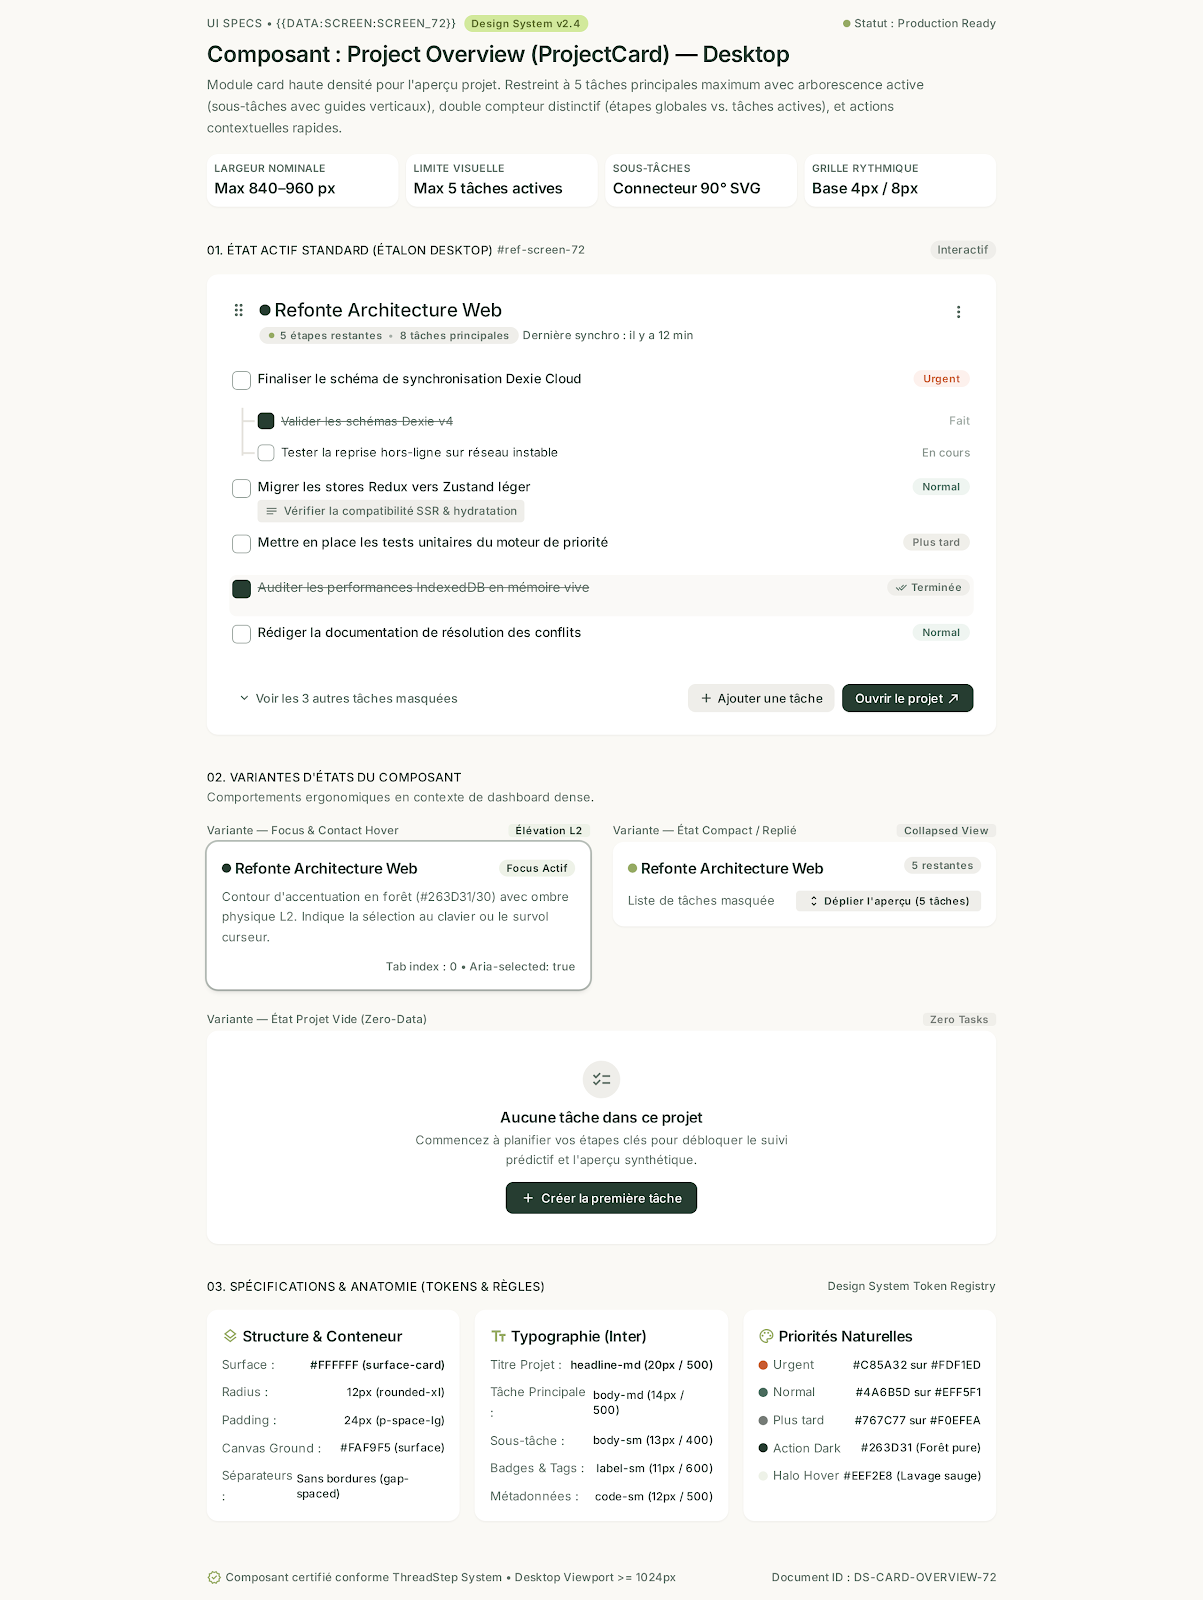 UI SPECS • {{DATA:SCREEN:SCREEN_72}} Design System v2.4 Statut : Production Ready
Composant : Project Overview (ProjectCard) — Desktop
Module card haute densité pour l'aperçu projet. Restreint à 5 tâches principales maximum avec arborescence active
(sous-tâches avec guides verticaux), double compteur distinctif (étapes globales vs. tâches actives), et actions
contextuelles rapides.
LARGEUR NOMINALE
Max 840–960 px
LIMITE VISUELLE
Max 5 tâches actives
SOUS-TÂCHES
Connecteur 90° SVG
GRILLE RYTHMIQUE
Base 4px / 8px
01. ÉTAT ACTIF STANDARD (ÉTALON DESKTOP) #ref-screen-72 Interactif
Refonte Architecture Web
5 étapes restantes • 8 tâches principales Dernière synchro : il y a 12 min
Finaliser le schéma de synchronisation Dexie Cloud Urgent
Valider les schémas Dexie v4 Fait
Tester la reprise hors-ligne sur réseau instable En cours
Migrer les stores Redux vers Zustand léger Normal
Vérifier la compatibilité SSR & hydratation
Mettre en place les tests unitaires du moteur de priorité Plus tard
Auditer les performances IndexedDB en mémoire vive Terminée
Rédiger la documentation de résolution des conflits Normal
Voir les 3 autres tâches masquées Ajouter une tâche Ouvrir le projet
02. VARIANTES D'ÉTATS DU COMPOSANT
Comportements ergonomiques en contexte de dashboard dense.
Variante — Focus & Contact Hover Élévation L2
Refonte Architecture Web Focus Actif
Contour d'accentuation en forêt (#263D31/30) avec ombre
physique L2. Indique la sélection au clavier ou le survol
curseur.
Tab index : 0 • Aria-selected: true
Variante — État Compact / Replié Collapsed View
Refonte Architecture Web 5 restantes
Liste de tâches masquée Déplier l'aperçu (5 tâches)
Variante — État Projet Vide (Zero-Data) Zero Tasks
Aucune tâche dans ce projet
Commencez à planifier vos étapes clés pour débloquer le suivi
prédictif et l'aperçu synthétique.
Créer la première tâche
03. SPÉCIFICATIONS & ANATOMIE (TOKENS & RÈGLES) Design System Token Registry
Structure & Conteneur
Surface : #FFFFFF (surface-card)
Radius : 12px (rounded-xl)
Padding : 24px (p-space-lg)
Canvas Ground : #FAF9F5 (surface)
Séparateurs : Sans bordures (gap-
spaced)
Typographie (Inter)
Titre Projet : headline-md (20px / 500)
Tâche Principale : body-md (14px /
500)
Sous-tâche : body-sm (13px / 400)
Badges & Tags : label-sm (11px / 600)
Métadonnées : code-sm (12px / 500)
Priorités Naturelles
Urgent #C85A32 sur #FDF1ED
Normal #4A6B5D sur #EFF5F1
Plus tard #767C77 sur #F0EFEA
Action Dark #263D31 (Forêt pure)
Halo Hover #EEF2E8 (Lavage sauge)
Composant certifié conforme ThreadStep System • Desktop Viewport >= 1024px Document ID : DS-CARD-OVERVIEW-72